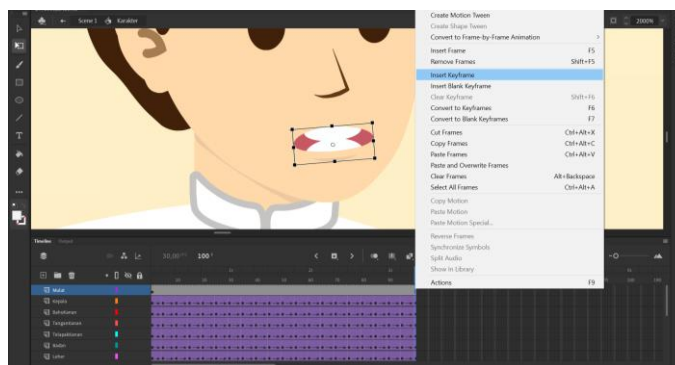 Scene 1 Karakter
2000%
Create Motion Tween
Create Shape Tween
Convert to Frame-by-Frame Animation >
Insert Frame F5
Remove Frames Shift+F5
Insert Keyframe
Insert Blank Keyframe
Clear Keyframe Shift+F6
Convert to Keyframes F6
Convert to Blank Keyframes F7
Cut Frames Ctrl+Alt+X
Copy Frames Ctrl+Alt+C
Paste Frames Ctrl+Alt+V
Paste and Overwrite Frames
Clear Frames Alt+Backspace
Select All Frames Ctrl+Alt+A
Copy Motion
Paste Motion
Paste Motion Special...
Reverse Frames
Synchronize Symbols
Split Audio
Show in Library
Actions F9
Timeline Output
50,00 100
Mulut
Kepala
Badan
Leher